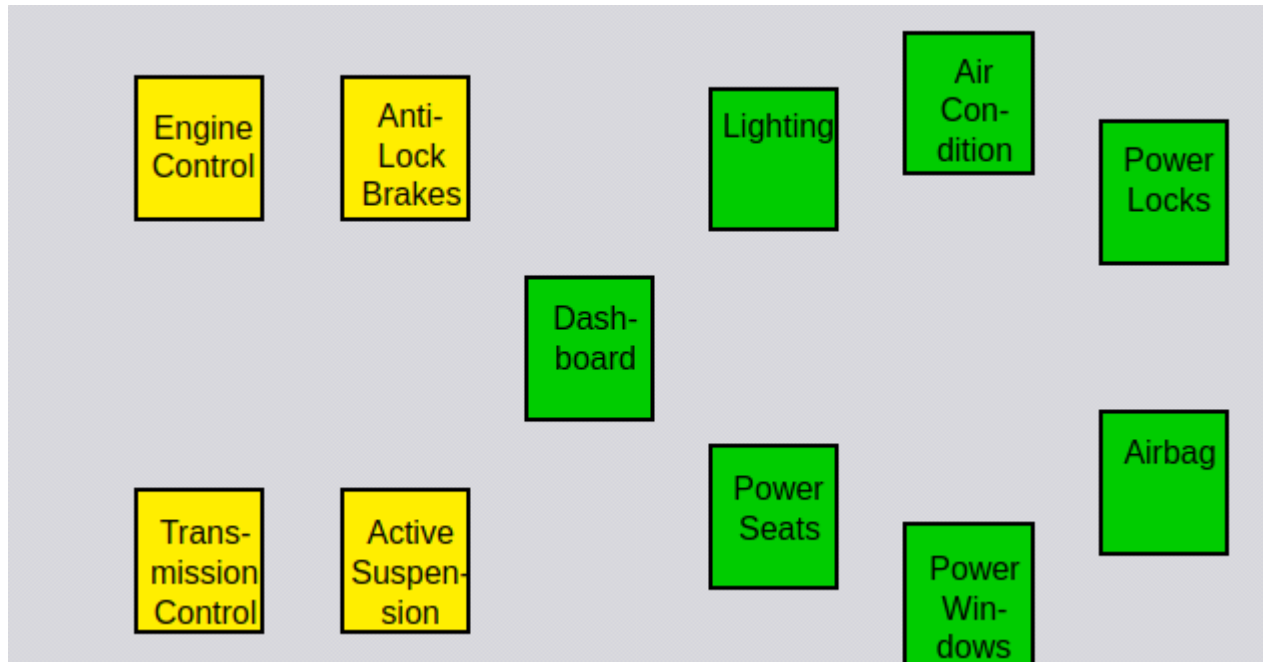 Engine
Control
Anti-
Lock
Brakes
Lighting
Air
Con-
dition
Power
Locks
Dash-
board
Trans-
mission
Control
Active
Suspen-
sion
Power
Seats
Power
Win-
dows
Airbag